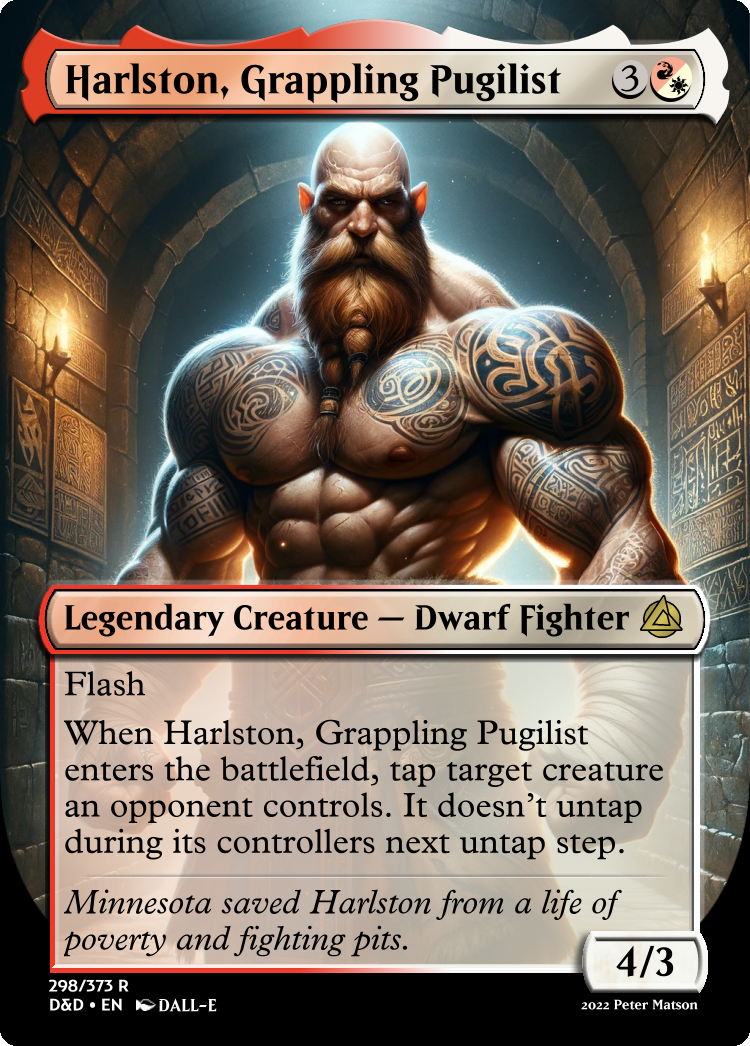 Harlston, Grappling Pugilist 3
Legendary Creature — Dwarf Fighter
Flash
When Harlston, Grappling Pugilist
enters the battlefield, tap target creature
an opponent controls. It doesn't untap
during its controllers next untap step.
Minnesota saved Harlston from a life of
poverty and fighting pits.
4/3
298/373 R
D&D • EN DALL-E
2022 Peter Matson